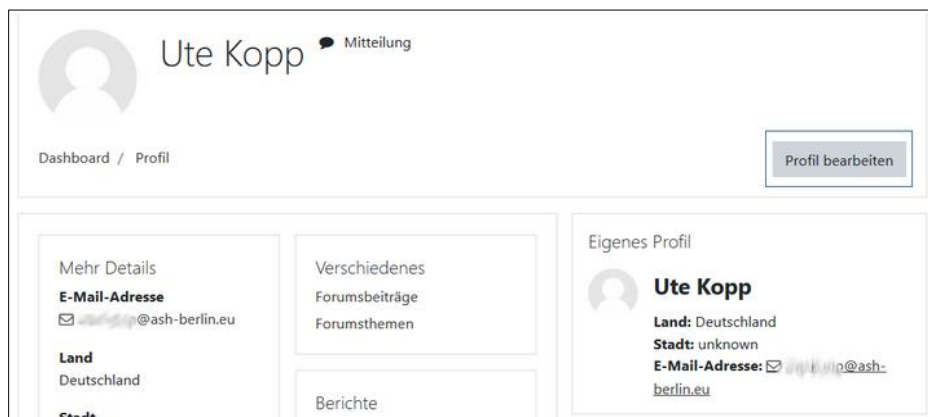 Ute Kopp
Mitteilung
Dashboard / Profil
Profil bearbeiten
Mehr Details
E-Mail-Adresse
@ash-berlin.eu
Land
Deutschland
Stadt
Verschiedenes
Forumsbeiträge
Forumsthemen
Berichte
Eigenes Profil
Ute Kopp
Land: Deutschland
Stadt: unknown
E-Mail-Adresse: @ash-
berlin.eu